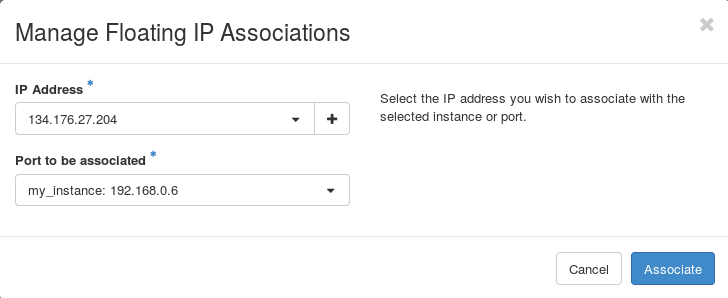 Manage Floating IP Associations
×
IP Address *
134.176.27.204
+
Select the IP address you wish to associate with the
selected instance or port.
Port to be associated *
my_instance: 192.168.0.6
Cancel
Associate